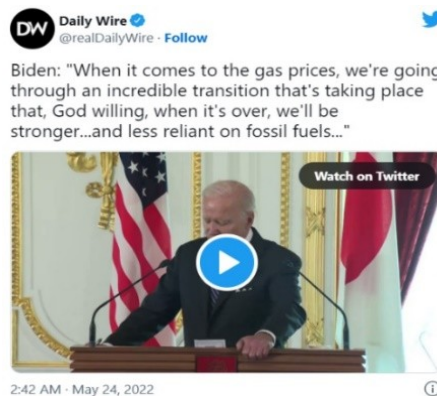 DW
Daily Wire
@realDailyWire · Follow
Biden: "When it comes to the gas prices, we're going
through an incredible transition that's taking place
that, God willing, when it's over, we'll be
stronger...and less reliant on fossil fuels..."
Watch on Twitter
2:42 AM · May 24, 2022